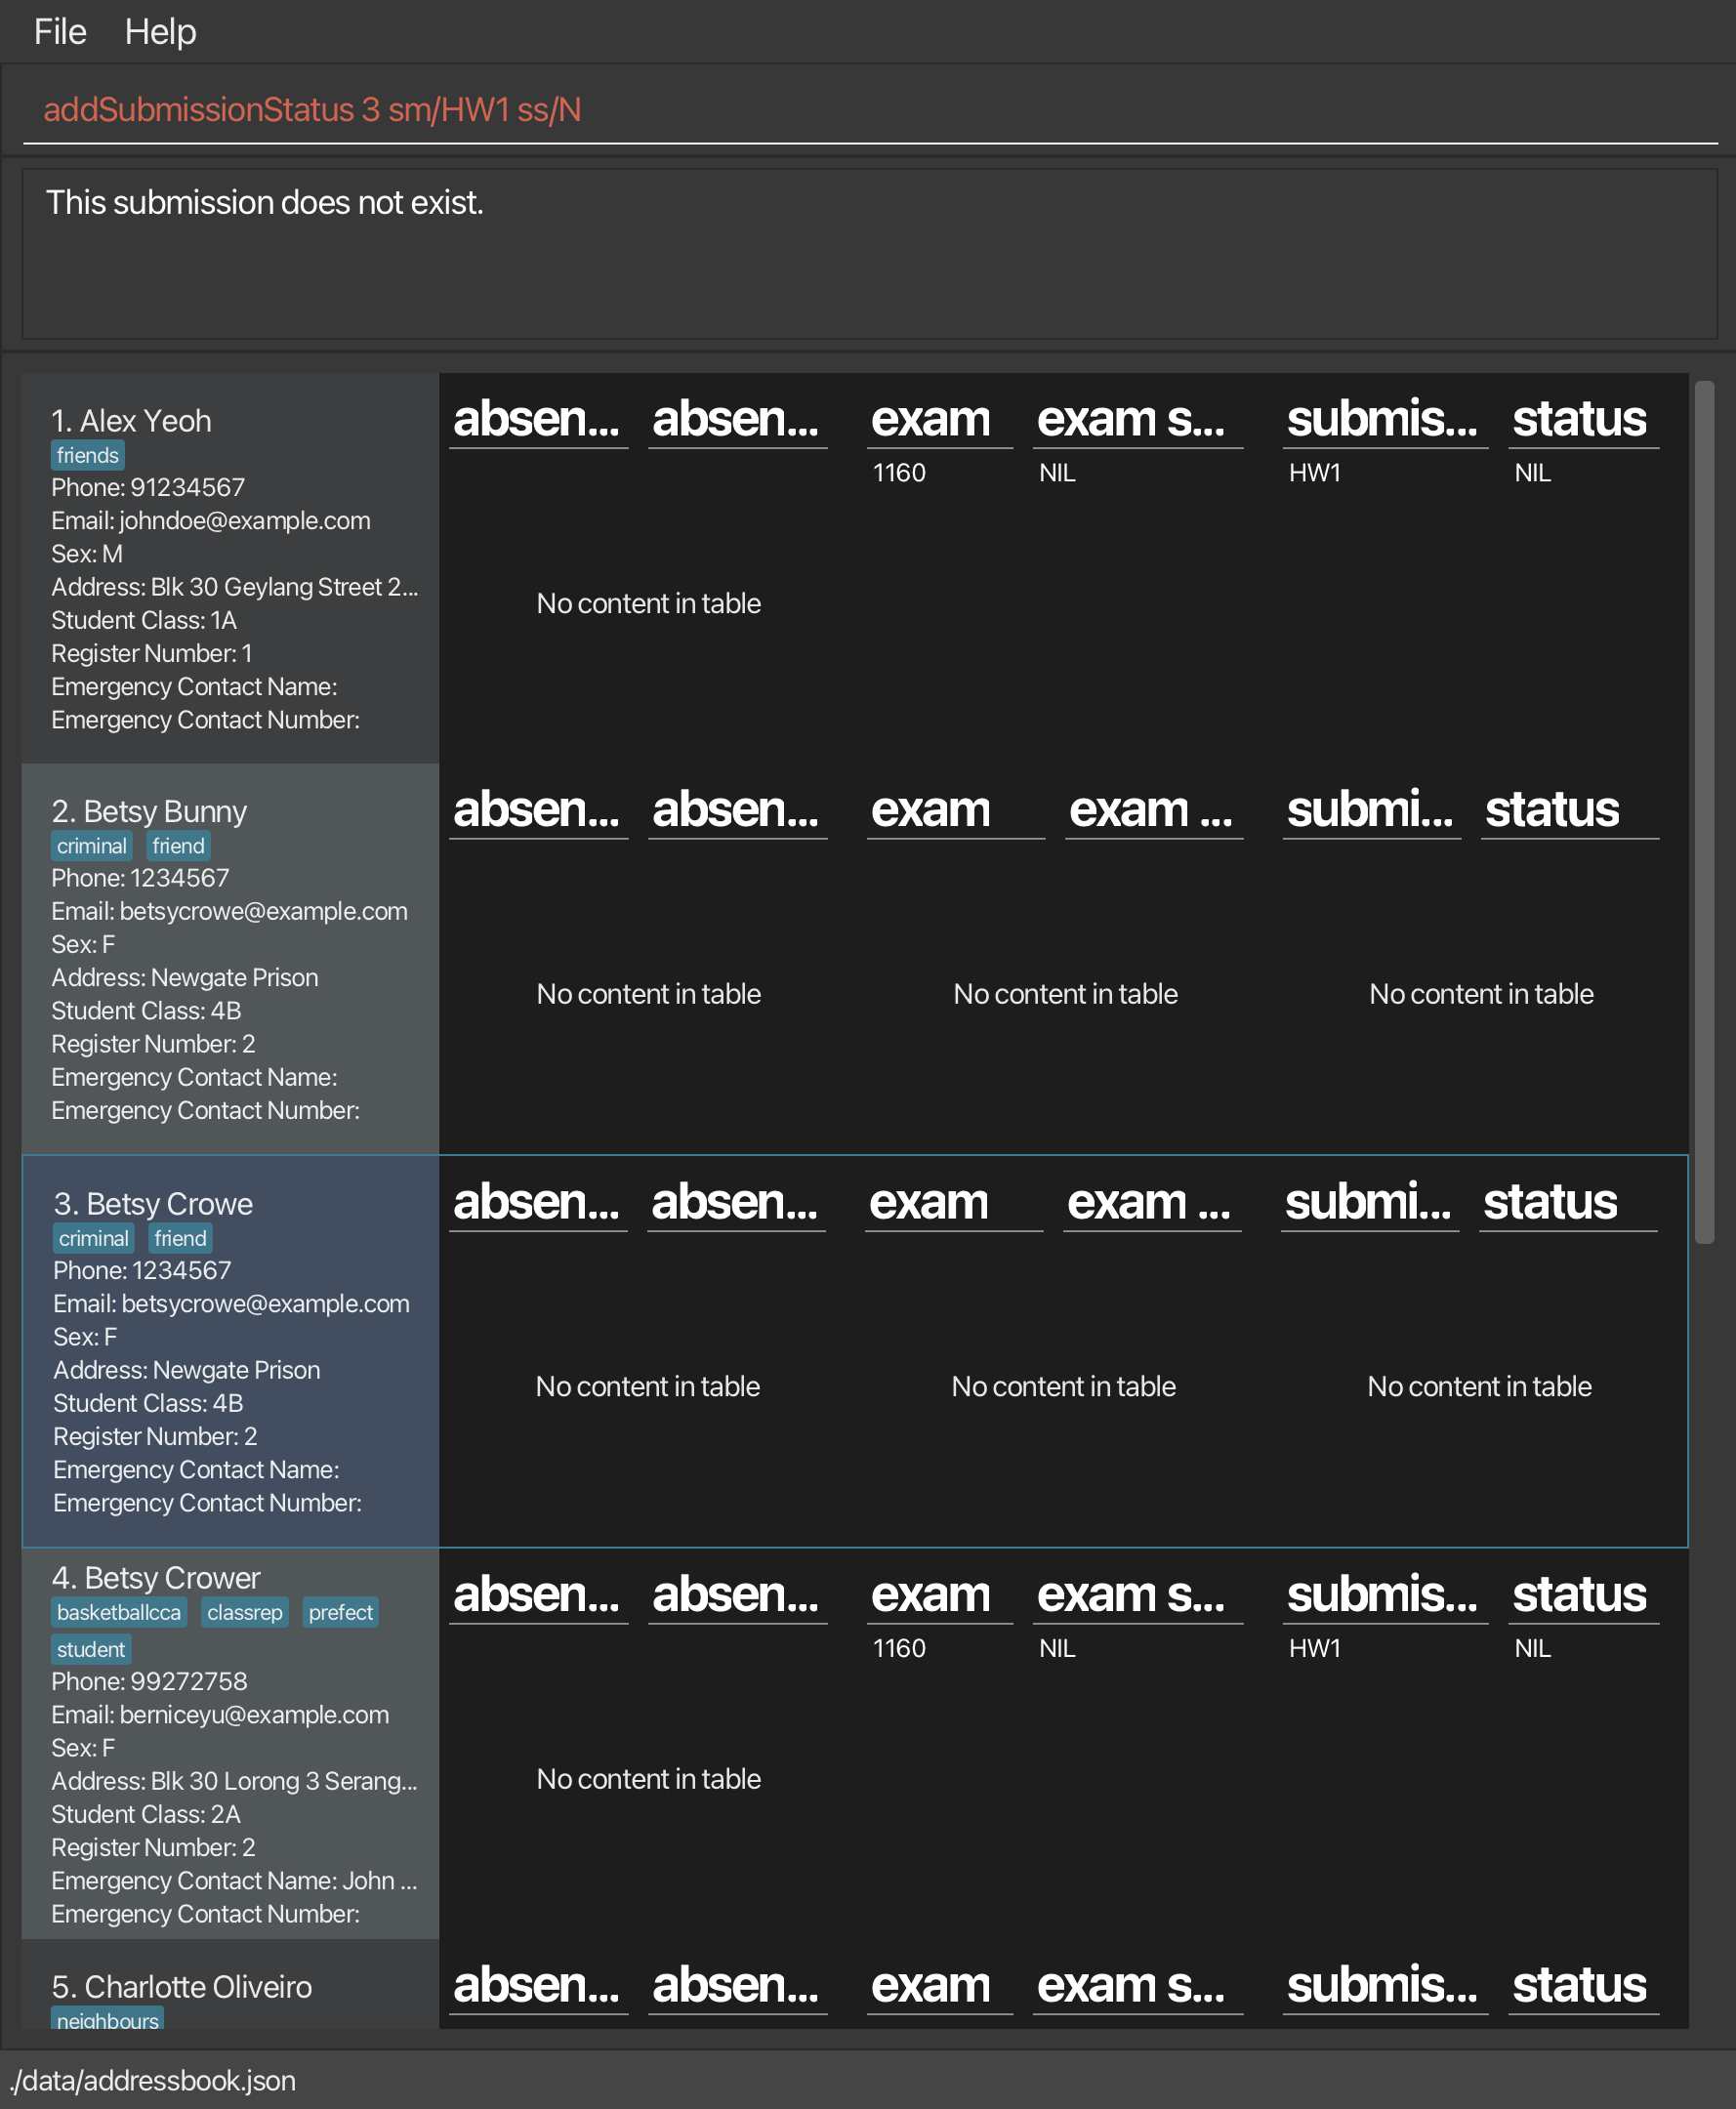 File Help
addSubmissionStatus 3 sm/HW1 ss/N
This submission does not exist.
1. Alex Yeoh
friends
Phone: 91234567
Email: johndoe@example.com
Sex: M
Address: Blk 30 Geylang Street 2...
Student Class: 1A
Register Number: 1
Emergency Contact Name:
Emergency Contact Number:
absen... absen... exam exam s... submis... status
1160 NIL HW1 NIL
No content in table
2. Betsy Bunny
criminal friend
Phone: 1234567
Email: betsycrowe@example.com
Sex: F
Address: Newgate Prison
Student Class: 4B
Register Number: 2
Emergency Contact Name:
Emergency Contact Number:
absen... absen... exam exam ... submi... status
No content in table No content in table No content in table
3. Betsy Crowe
criminal friend
Phone: 1234567
Email: betsycrowe@example.com
Sex: F
Address: Newgate Prison
Student Class: 4B
Register Number: 2
Emergency Contact Name:
Emergency Contact Number:
absen... absen... exam exam ... submi... status
No content in table No content in table No content in table
4. Betsy Crower
basketballcca classrep prefect
student
Phone: 99272758
Email: berniceyu@example.com
Sex: F
Address: Blk 30 Lorong 3 Serang...
Student Class: 2A
Register Number: 2
Emergency Contact Name: John ...
Emergency Contact Number:
absen... absen... exam exam s... submis... status
1160 NIL HW1 NIL
No content in table
5. Charlotte Oliveiro
neighbours
absen... absen... exam exam s... submis... status
./data/addressbook.json